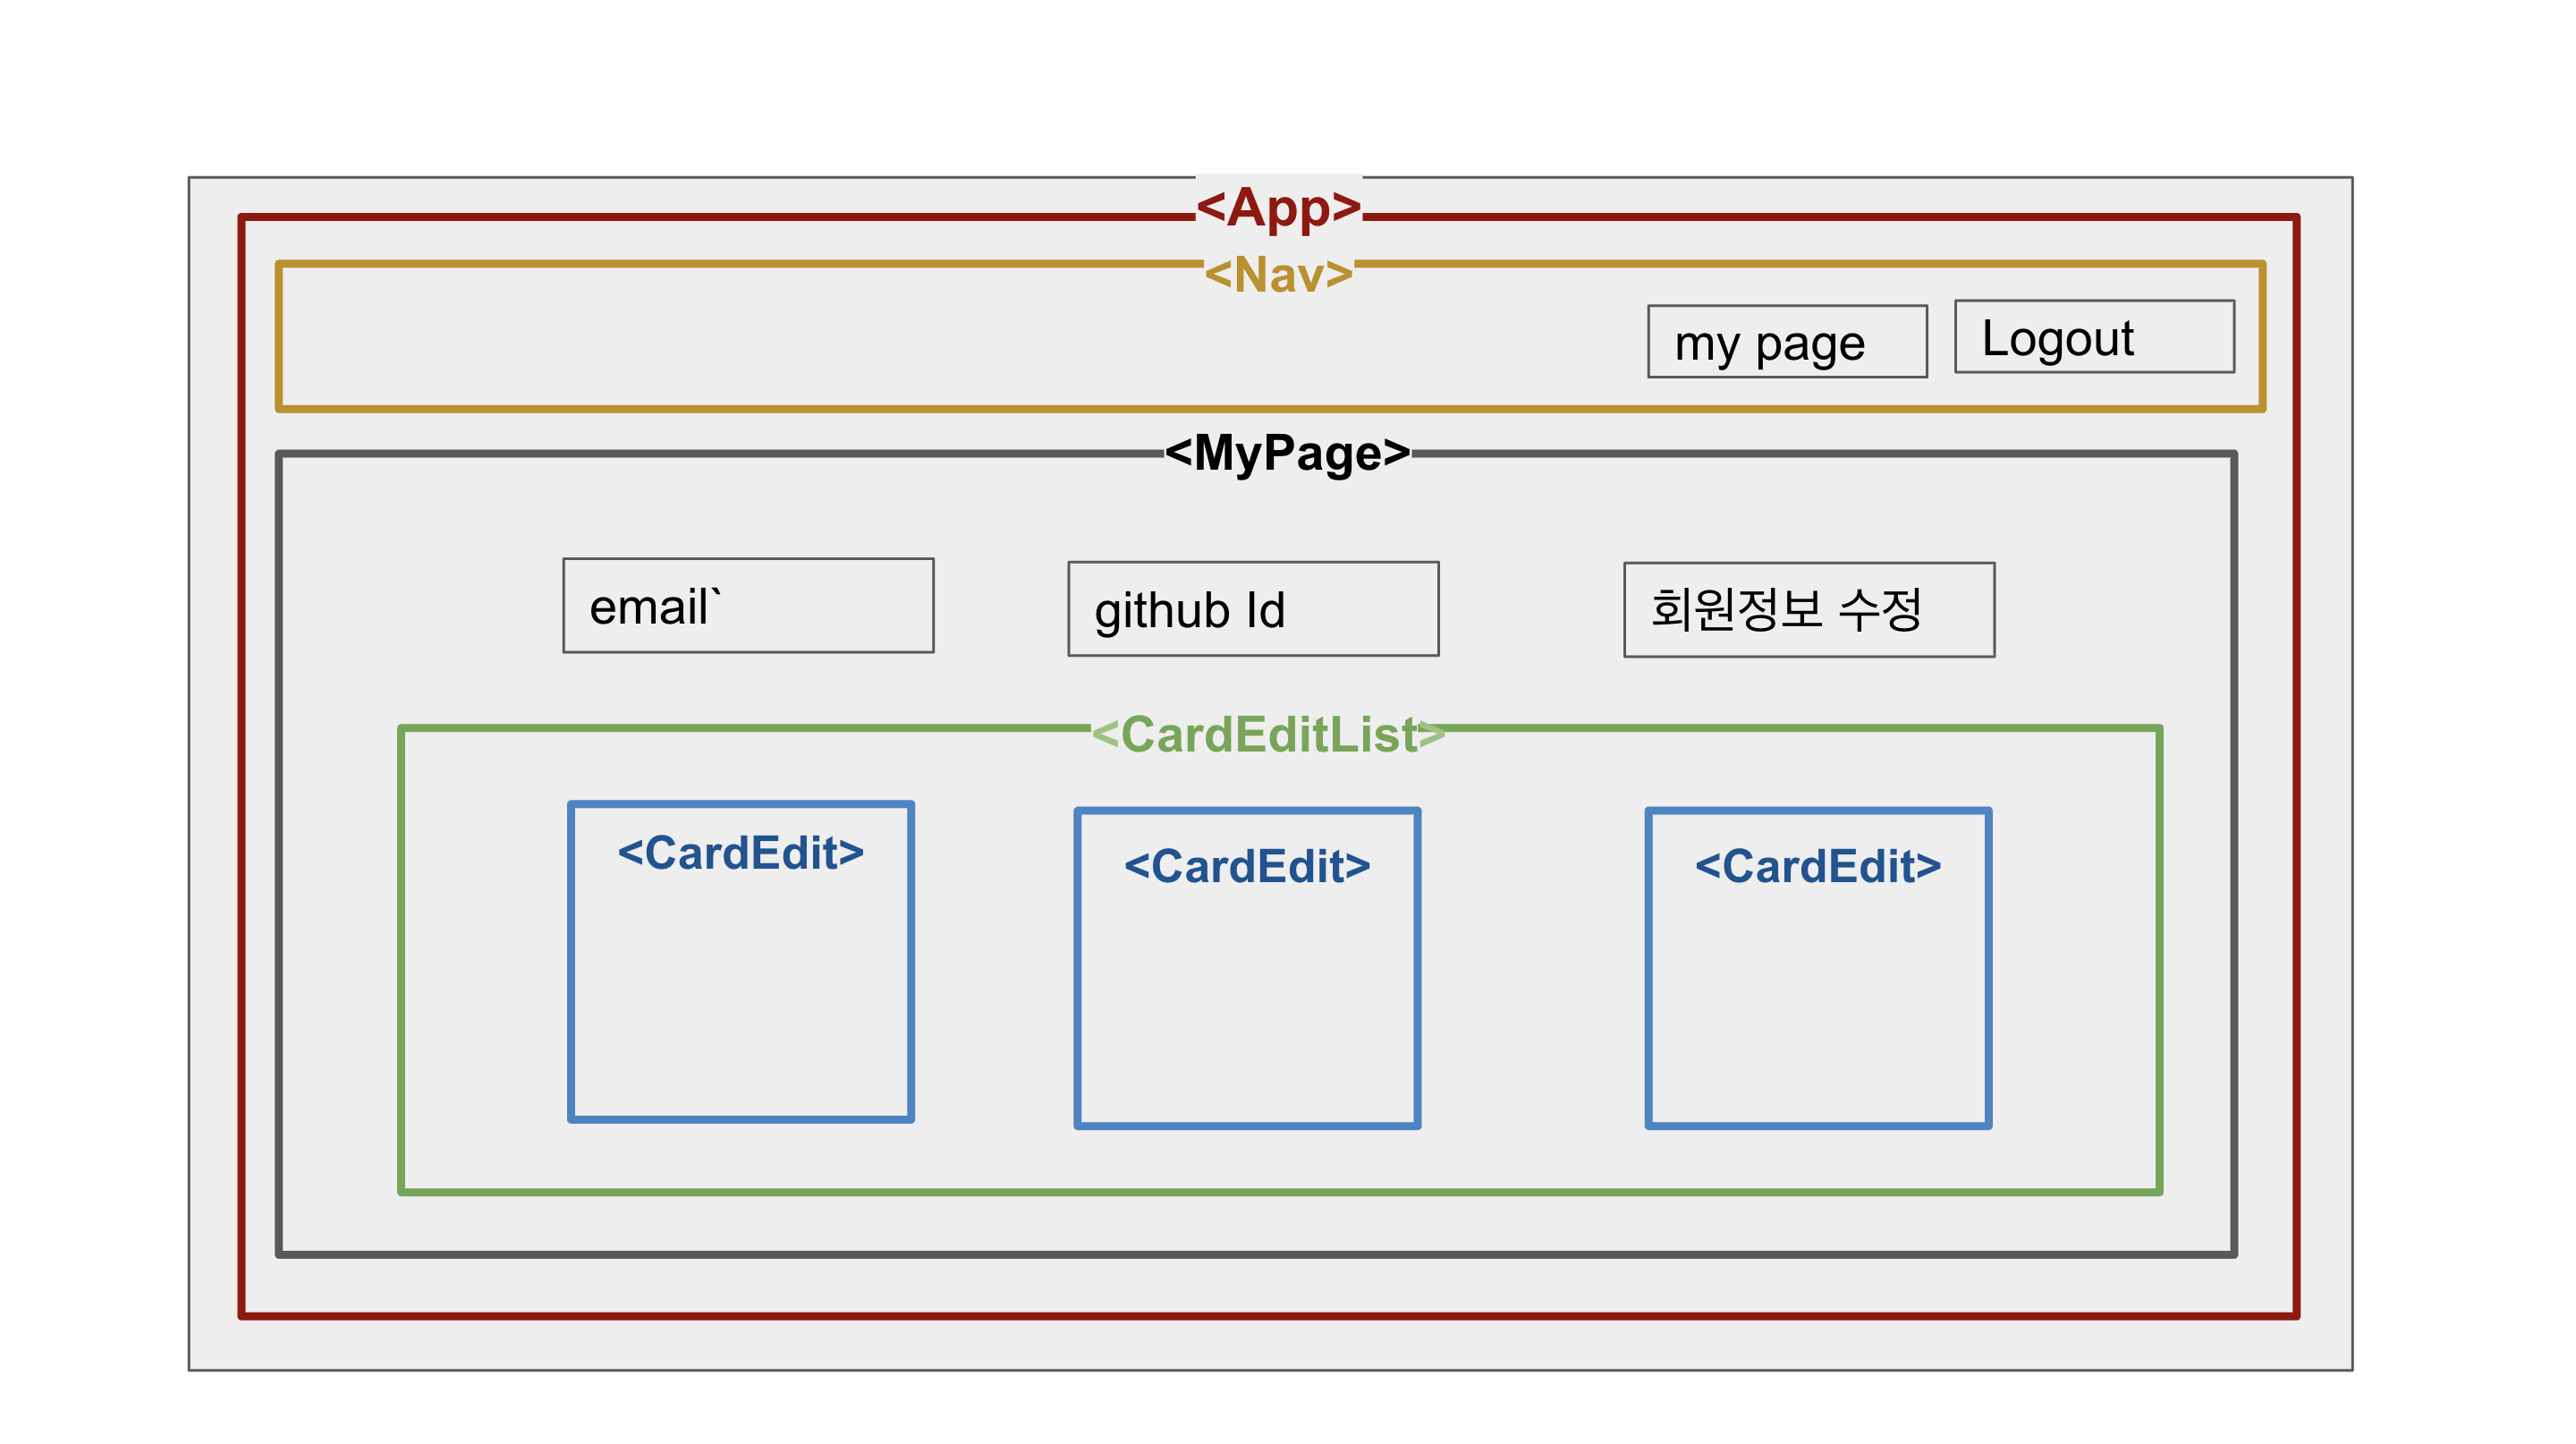 <App>
<Nav>
my page
Logout
<MyPage>
email`
github Id
회원정보 수정
<CardEditList>
<CardEdit>
<CardEdit>
<CardEdit>